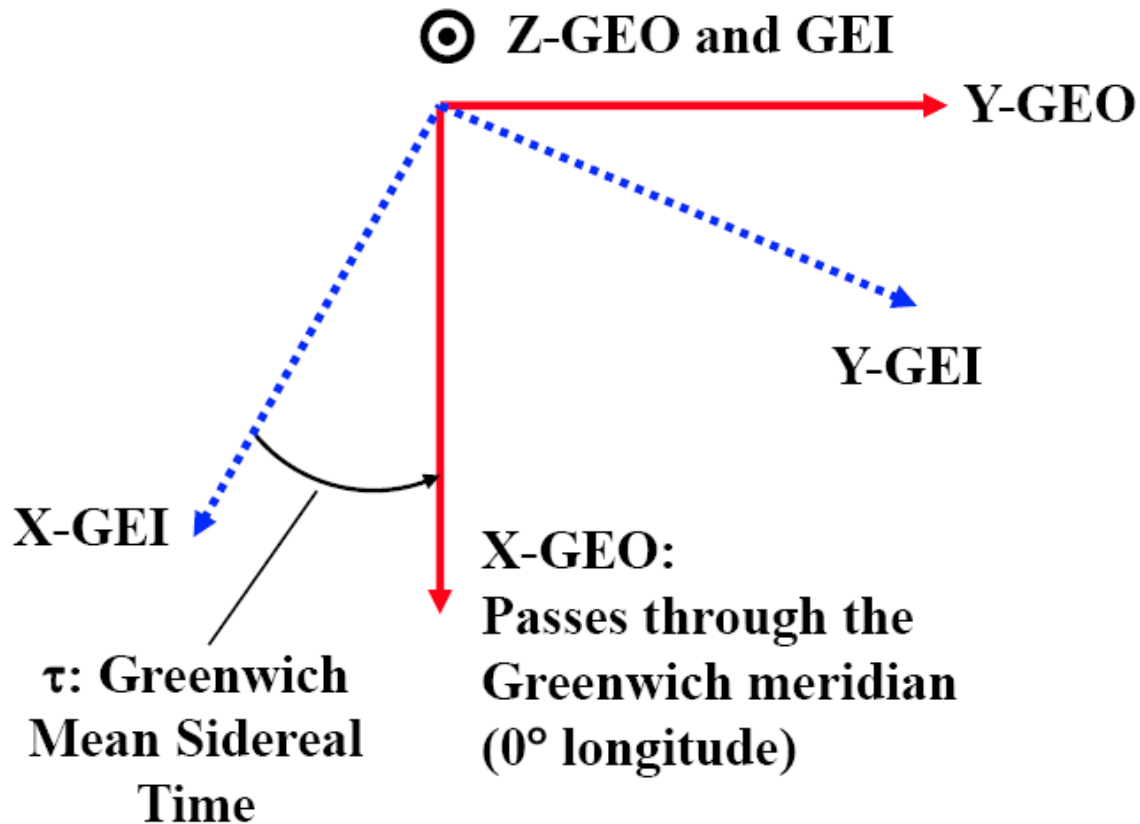 Z-GEO and GEI
Y-GEO
Y-GEI
X-GEI
X-GEO:
Passes through the
Greenwich meridian
(0° longitude)
τ: Greenwich
Mean Sidereal
Time